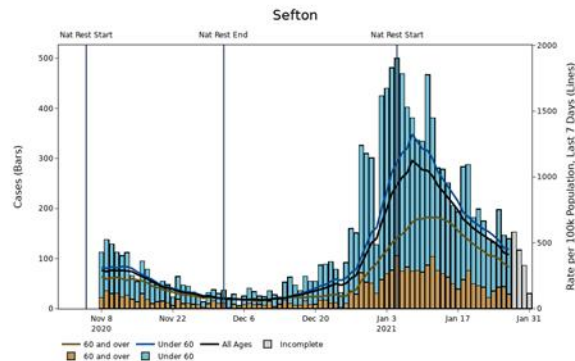 Sefton
Nat Rest Start
Nat Rest End
Nat Rest Start
Cases (Bars)
500
400
300
200
100
0
Rate per 100k Population, Last 7 Days (Lines)
2000
1500
1000
500
0
Nov 8
2020
Nov 22
Dec 6
Dec 20
Jan 3
2021
Jan 17
Jan 31
60 and over
Under 60
All Ages
Incomplete
60 and over
Under 60